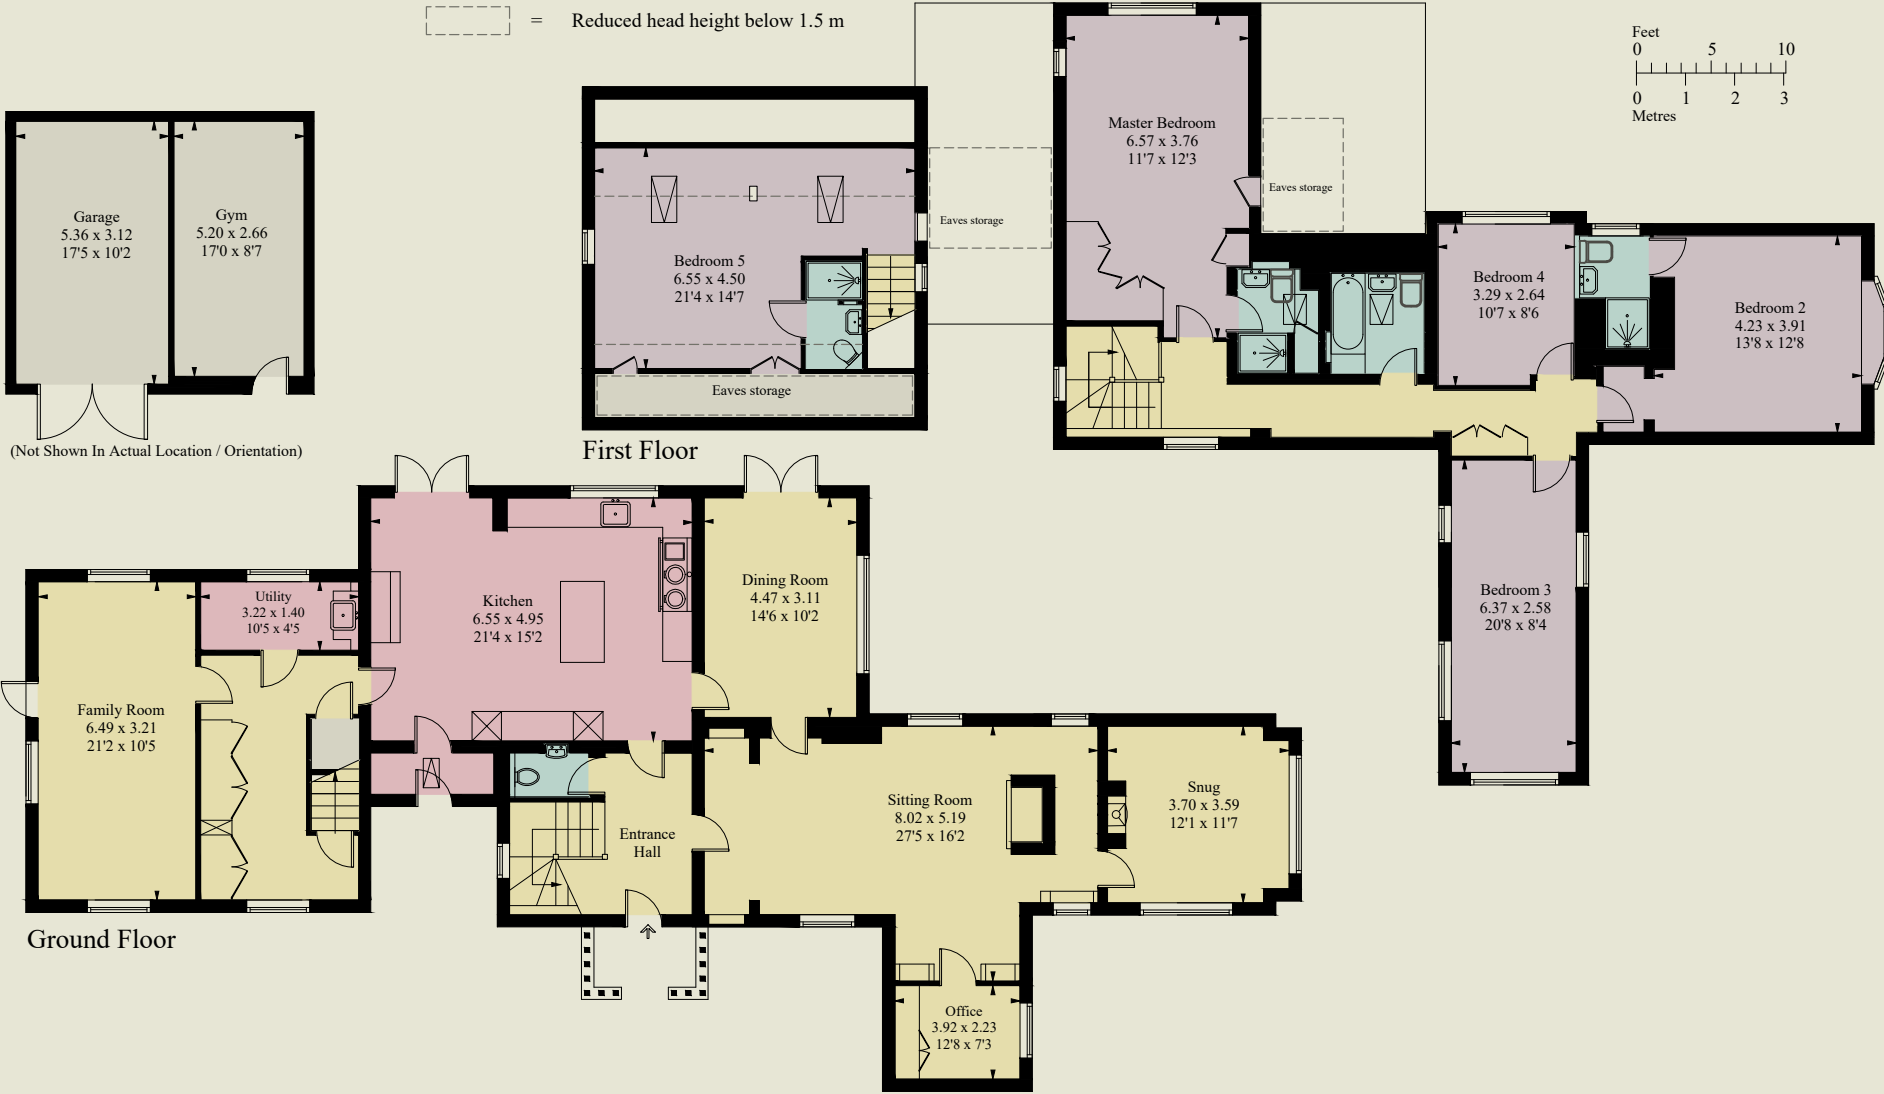 = Reduced head height below 1.5 m
Feet
0 5 10
0 1 2 3
Metres
Garage
5.36 x 3.12
17'5 x 10'2
Gym
5.20 x 2.66
17'0 x 8'7
(Not Shown In Actual Location / Orientation)
Bedroom 5
6.55 x 4.50
21'4 x 14'7
Eaves storage
Eaves storage
First Floor
Master Bedroom
6.57 x 3.76
11'7 x 12'3
Eaves storage
Bedroom 4
3.29 x 2.64
10'7 x 8'6
Bedroom 2
4.23 x 3.91
13'8 x 12'8
Bedroom 3
6.37 x 2.58
20'8 x 8'4
Family Room
6.49 x 3.21
21'2 x 10'5
Utility
3.22 x 1.40
10'5 x 4'5
Kitchen
6.55 x 4.95
21'4 x 15'2
Dining Room
4.47 x 3.11
14'6 x 10'2
Entrance
Hall
Sitting Room
8.02 x 5.19
27'5 x 16'2
Snug
3.70 x 3.59
12'1 x 11'7
Office
3.92 x 2.23
12'8 x 7'3
Ground Floor